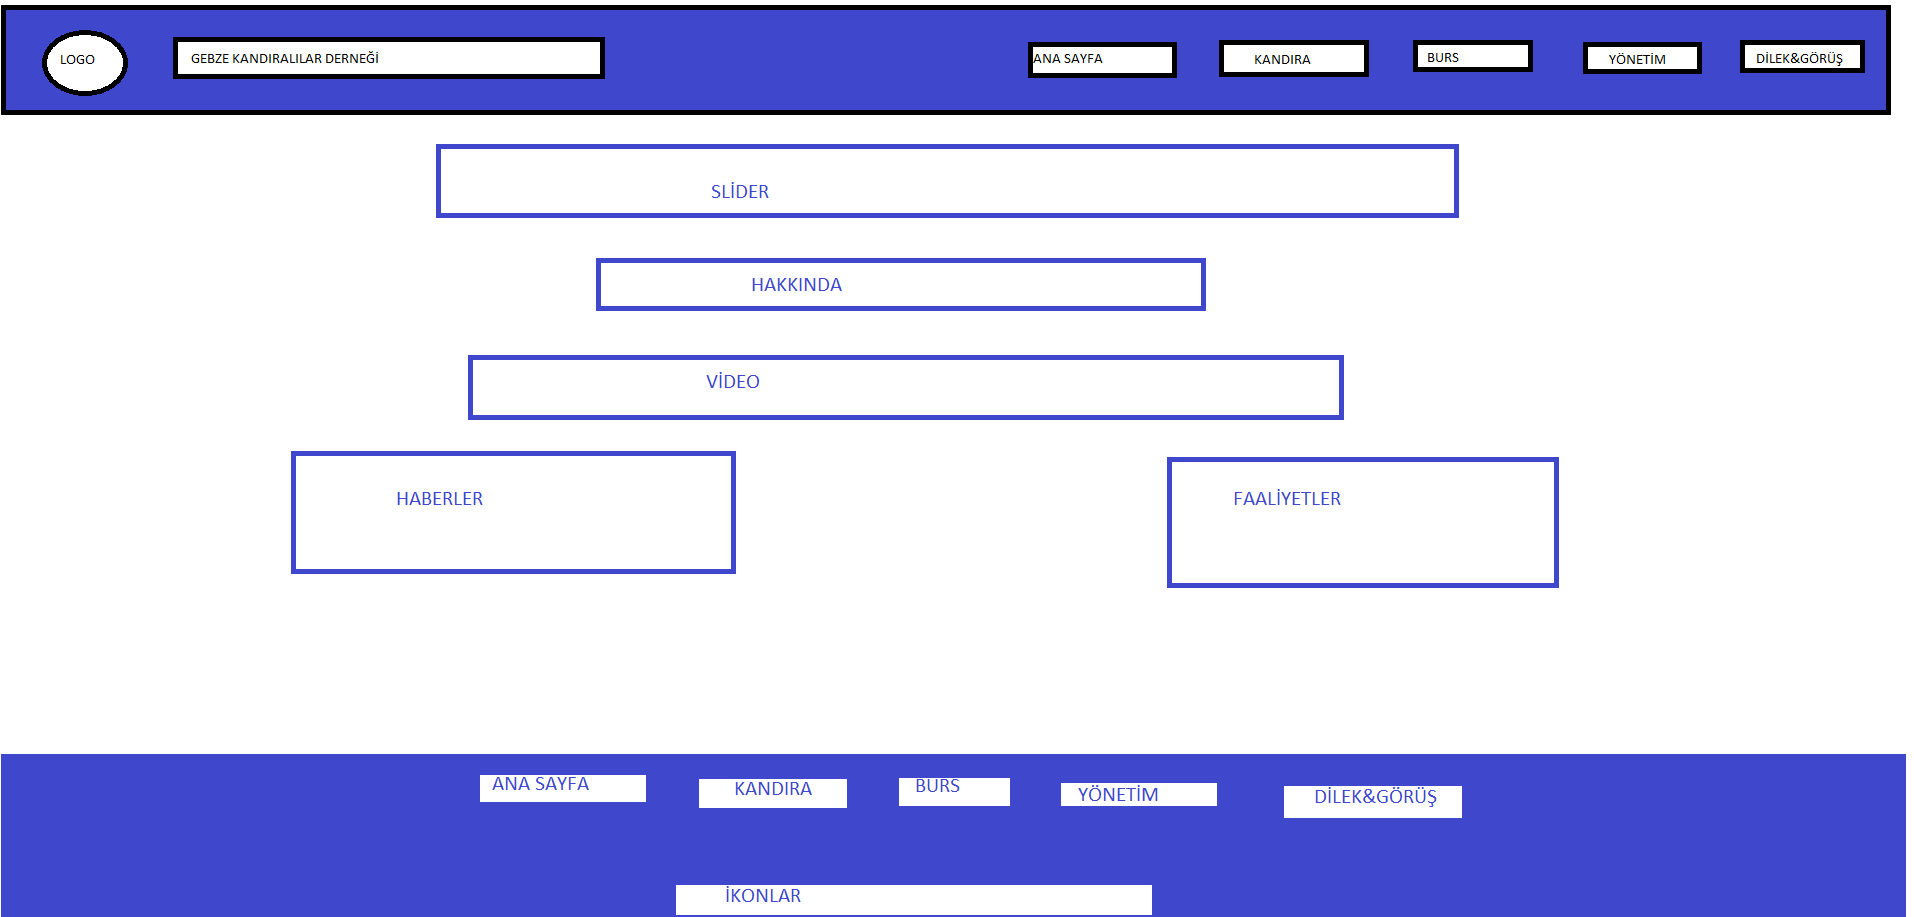 LOGO
GEBZE KANDIRALILAR DERNEĞİ
ANA SAYFA
KANDIRA
BURS
YÖNETİM
DİLEK&GÖRÜŞ
SLİDER
HAKKINDA
VİDEO
HABERLER
FAALİYETLER
ANA SAYFA
KANDIRA
BURS
YÖNETİM
DİLEK&GÖRÜŞ
İKONLAR